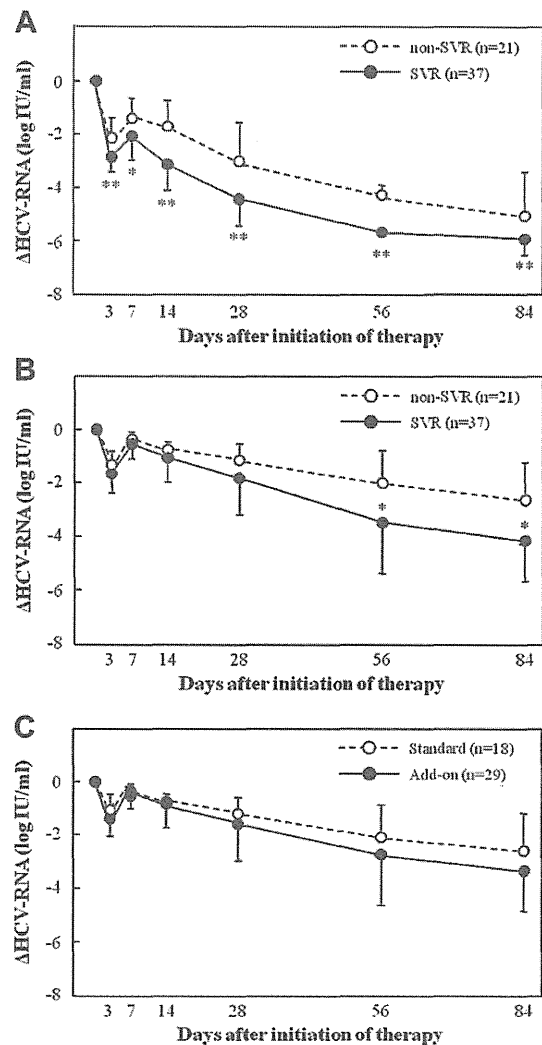 A
non-SVR (n=21)
SVR (n=37)
ΔHCV-RNA (log IU/ml)
0
-2
-4
-6
-8
**
*
**
**
**
**
3 7 14 28 56 84
Days after initiation of therapy
B
non-SVR (n=21)
SVR (n=37)
ΔHCV-RNA (log IU/ml)
0
-2
-4
-6
-8
*
*
3 7 14 28 56 84
Days after initiation of therapy
C
Standard (n=18)
Add-on (n=29)
ΔHCV-RNA (log IU/ml)
0
-2
-4
-6
-8
3 7 14 28 56 84
Days after initiation of therapy